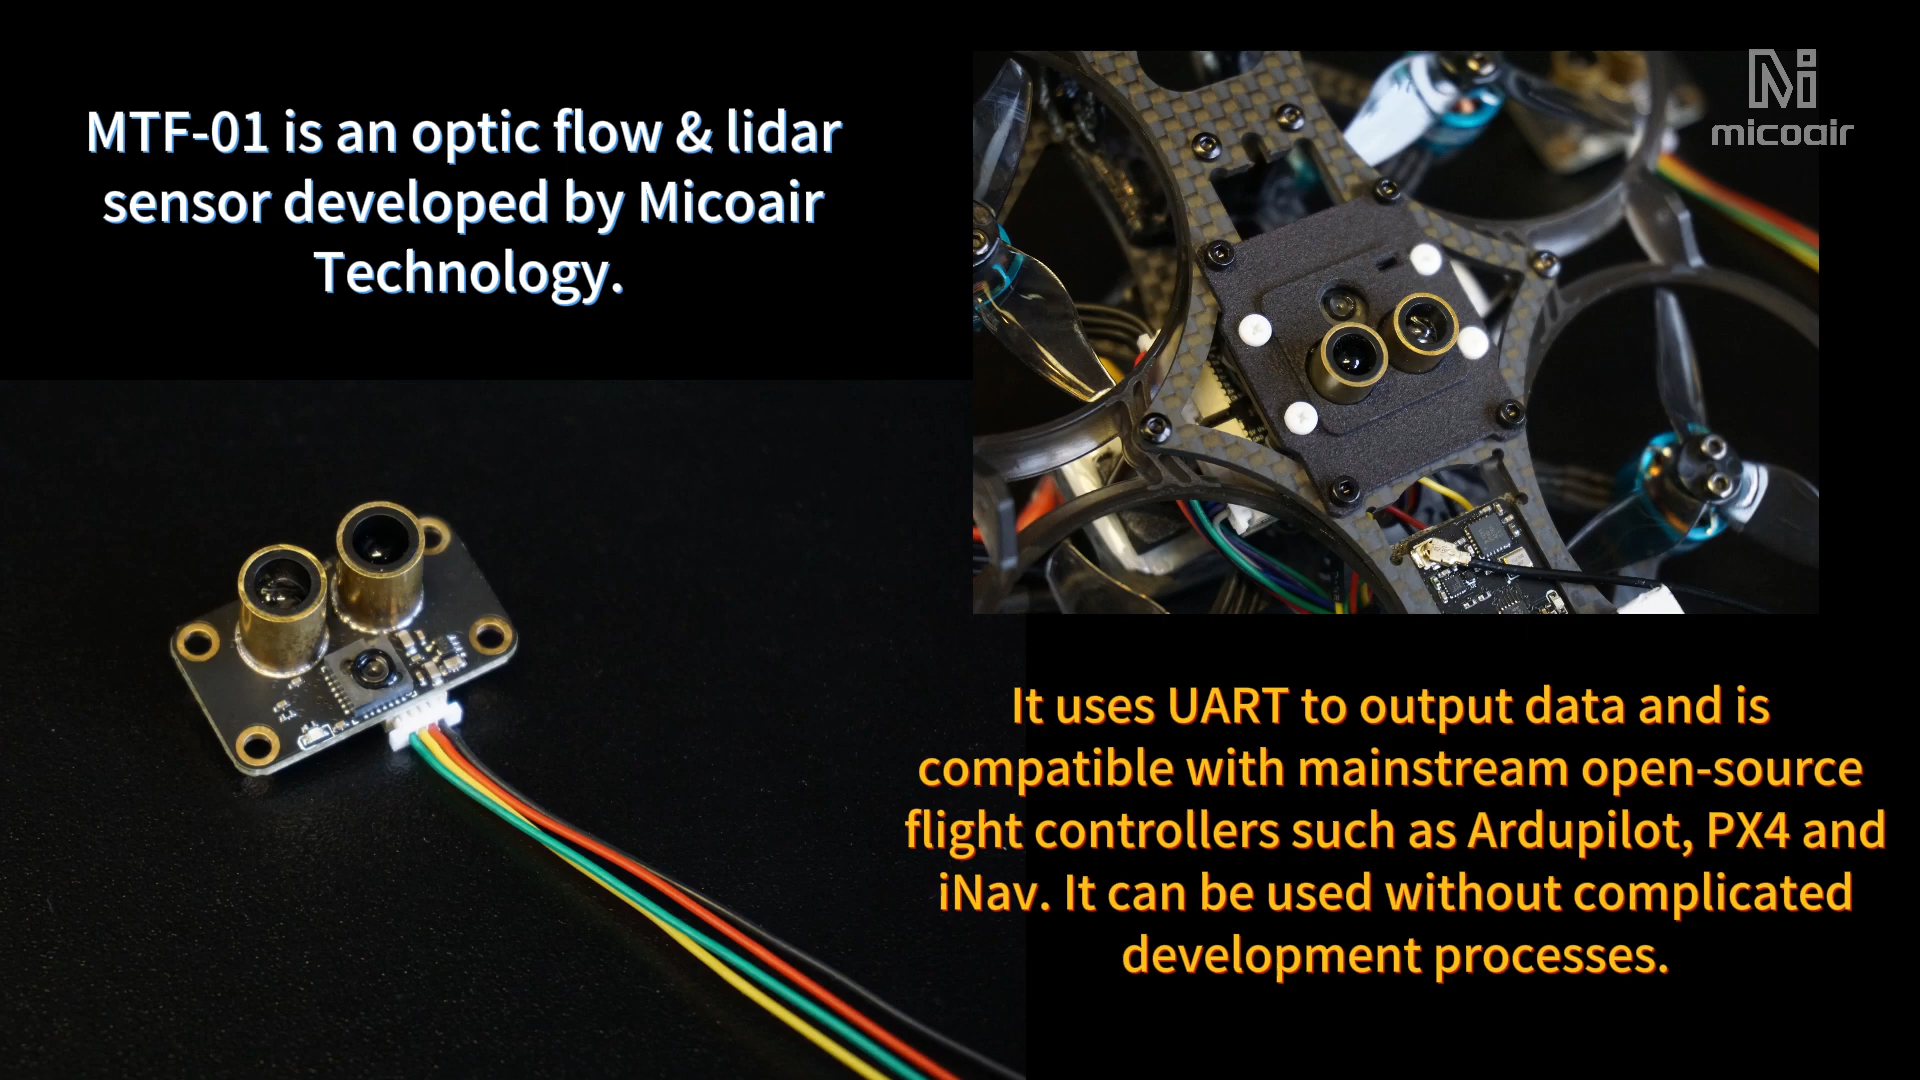 MTF-01 is an optic flow & lidar
sensor developed by Micoair
Technology.
micoair
It uses UART to output data and is
compatible with mainstream open-source
flight controllers such as Ardupilot, PX4 and
iNav. It can be used without complicated
development processes.